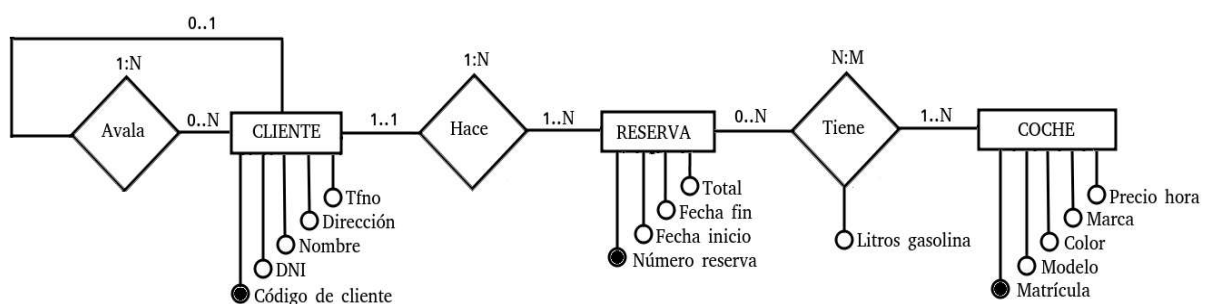 0..1
1:N
1:N
N:M
Avala
0..N
CLIENTE
1..1
Hace
1..N
RESERVA
0..N
Tiene
1..N
COCHE
Tfno
Dirección
Nombre
DNI
Código de cliente
Total
Fecha fin
Fecha inicio
Número reserva
Litros gasolina
Precio hora
Marca
Color
Modelo
Matrícula